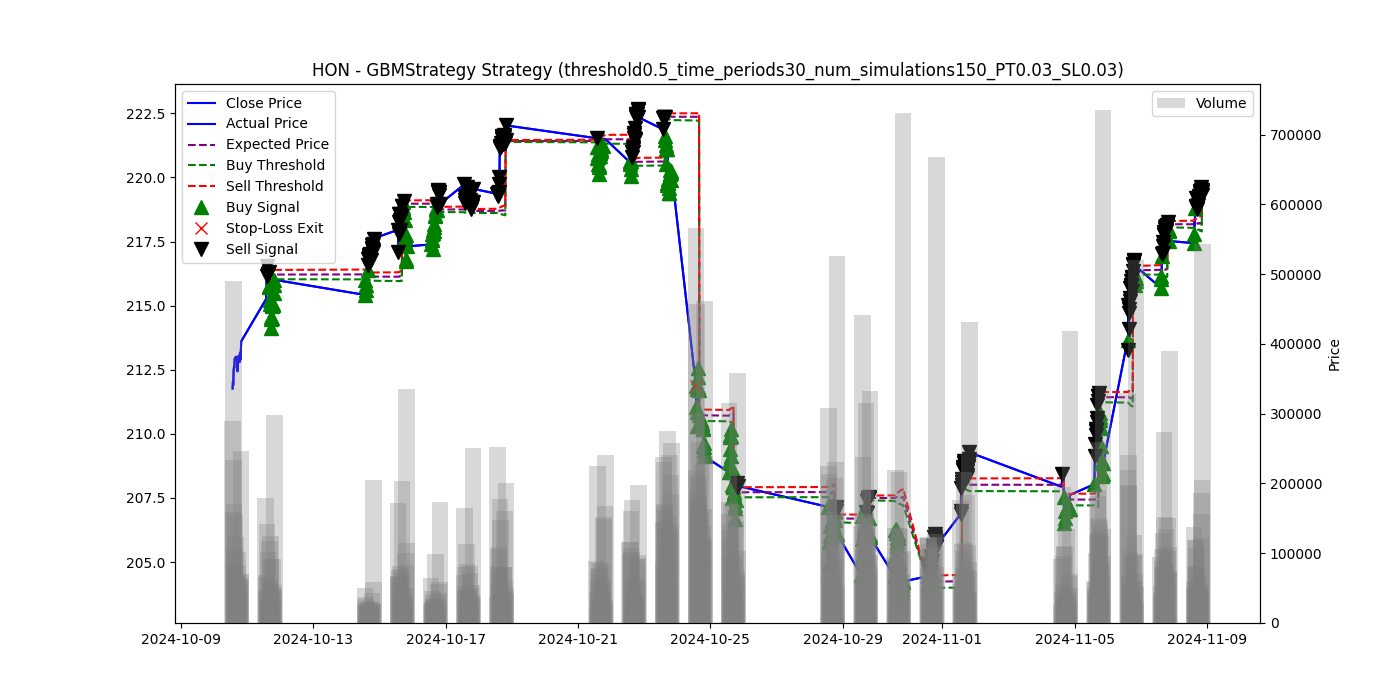 HON - GBMStrategy Strategy (threshold0.5_time_periods30_num_simulations150_PT0.03_SL0.03)
Close Price
Actual Price
Expected Price
Buy Threshold
Sell Threshold
Buy Signal
Stop-Loss Exit
Sell Signal
Volume
222.5
220.0
217.5
215.0
212.5
210.0
207.5
205.0
700000
600000
500000
400000
300000
200000
100000
0
Price
2024-10-09
2024-10-13
2024-10-17
2024-10-21
2024-10-25
2024-10-29
2024-11-01
2024-11-05
2024-11-09